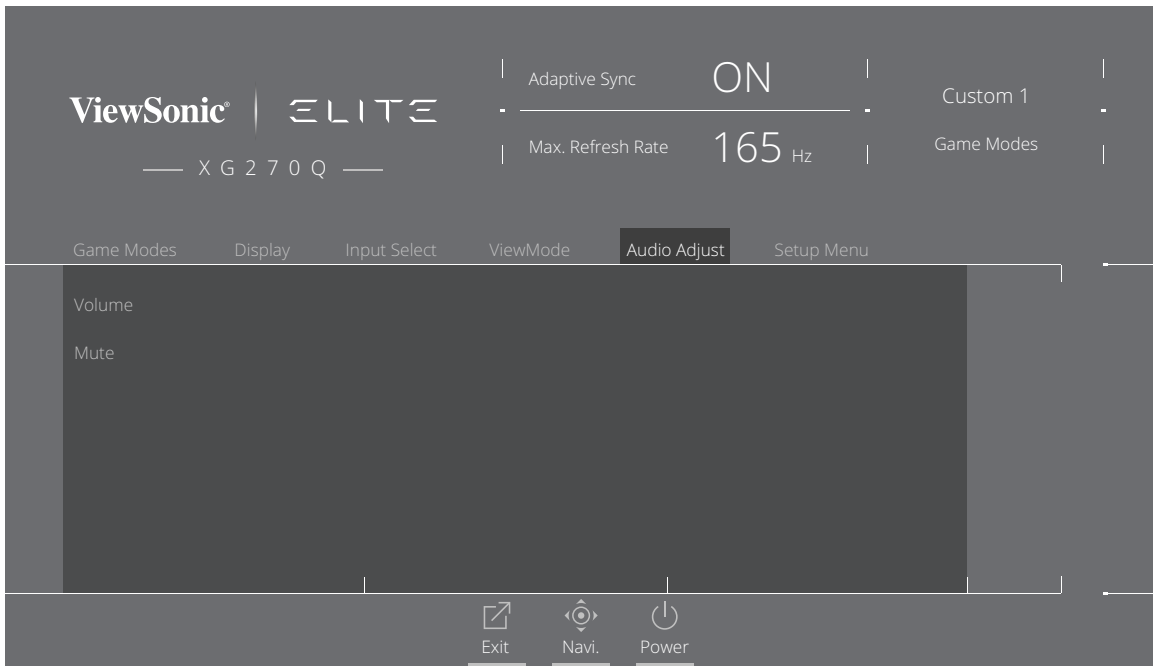 ViewSonic® ELITE
XG270Q
Adaptive Sync ON
Max. Refresh Rate 165 Hz
Custom 1
Game Modes
Game Modes Display Input Select ViewMode Audio Adjust Setup Menu
Volume
Mute
Exit Navi. Power